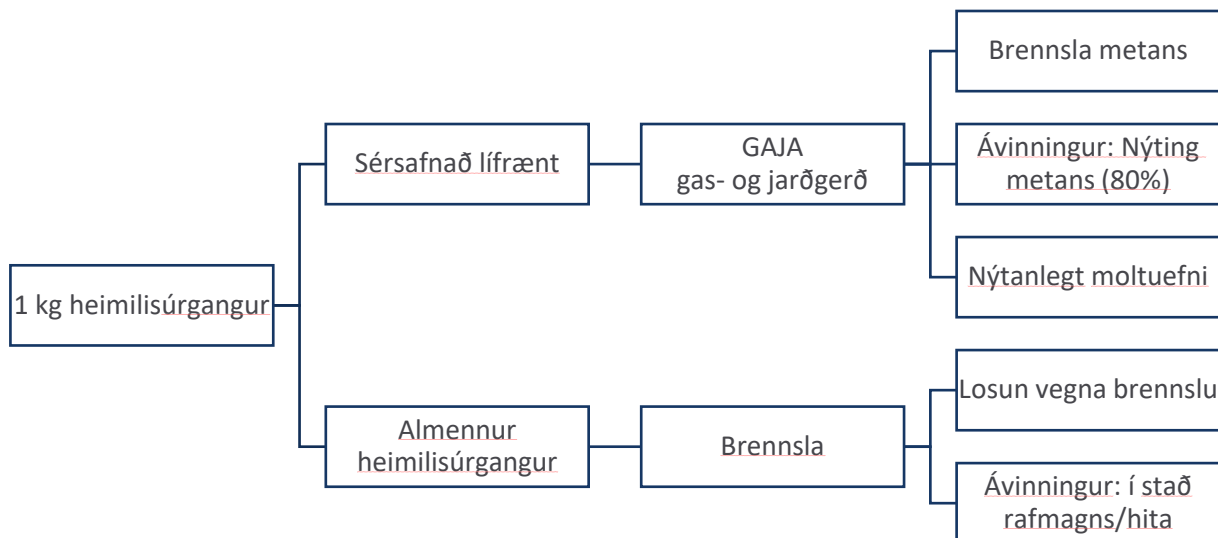 1 kg heimilisúrgangur
Sérsafnað lífrænt
GAJA
gas- og jarðgerð
Brennsla metans
Ávinningur: Nýting
metans (80%)
Nýtanlegt moltuefni
Almennur
heimilisúrgangur
Brennsla
Losun vegna brennslu
Ávinningur: í stað
rafmagns/hita